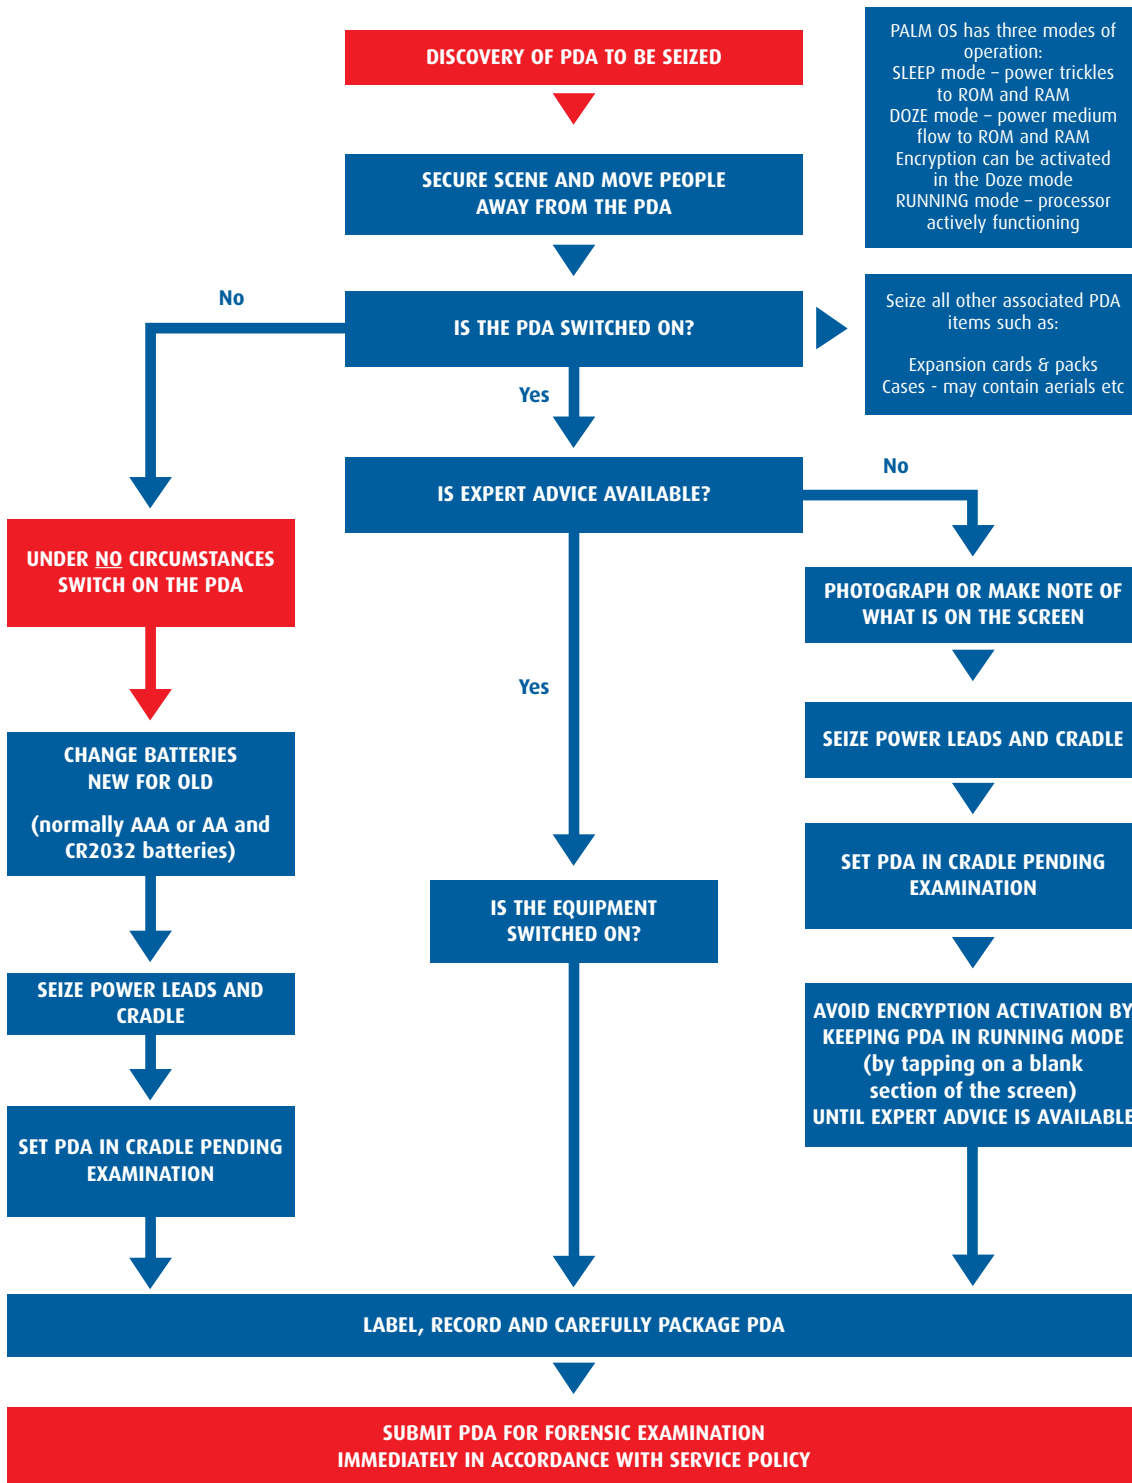 DISCOVERY OF PDA TO BE SEIZED
PALM OS has three modes of
operation:
SLEEP mode – power trickles
to ROM and RAM
DOZE mode – power medium
flow to ROM and RAM
Encryption can be activated
in the Doze mode
RUNNING mode – processor
actively functioning
SECURE SCENE AND MOVE PEOPLE
AWAY FROM THE PDA
No
IS THE PDA SWITCHED ON?
Seize all other associated PDA
items such as:
Expansion cards & packs
Cases - may contain aerials etc
Yes
IS EXPERT ADVICE AVAILABLE?
No
UNDER NO CIRCUMSTANCES
SWITCH ON THE PDA
PHOTOGRAPH OR MAKE NOTE OF
WHAT IS ON THE SCREEN
Yes
CHANGE BATTERIES
NEW FOR OLD
(normally AAA or AA and
CR2032 batteries)
SEIZE POWER LEADS AND CRADLE
SET PDA IN CRADLE PENDING
EXAMINATION
IS THE EQUIPMENT
SWITCHED ON?
SEIZE POWER LEADS AND
CRADLE
AVOID ENCRYPTION ACTIVATION BY
KEEPING PDA IN RUNNING MODE
(by tapping on a blank
section of the screen)
UNTIL EXPERT ADVICE IS AVAILABLE
SET PDA IN CRADLE PENDING
EXAMINATION
LABEL, RECORD AND CAREFULLY PACKAGE PDA
SUBMIT PDA FOR FORENSIC EXAMINATION
IMMEDIATELY IN ACCORDANCE WITH SERVICE POLICY